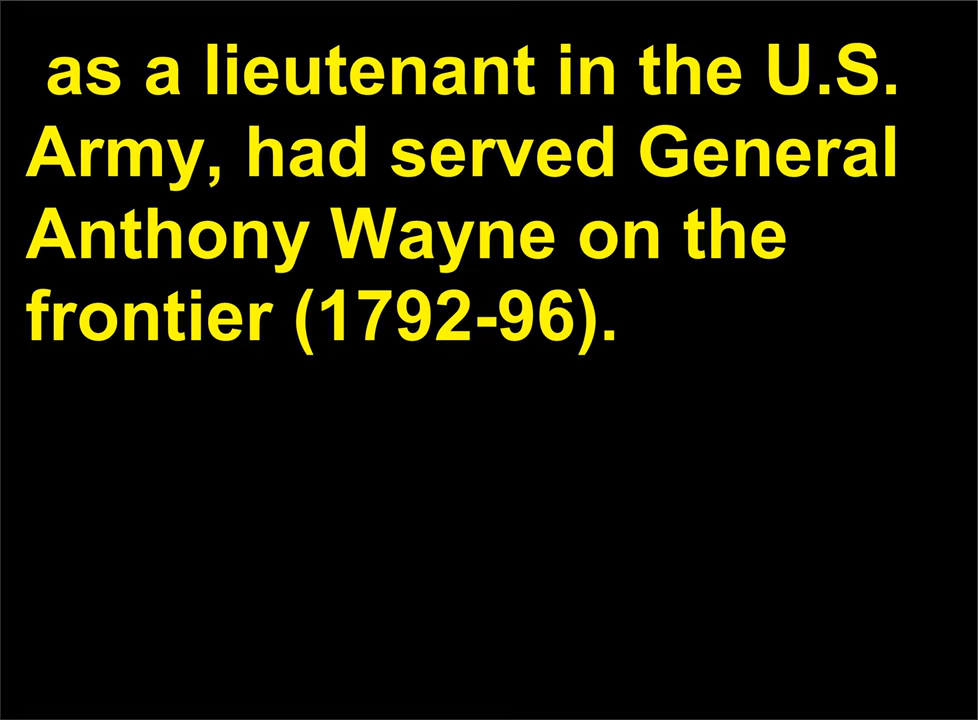 as a lieutenant in the U.S.
Army, had served General
Anthony Wayne on the
frontier (1792-96).